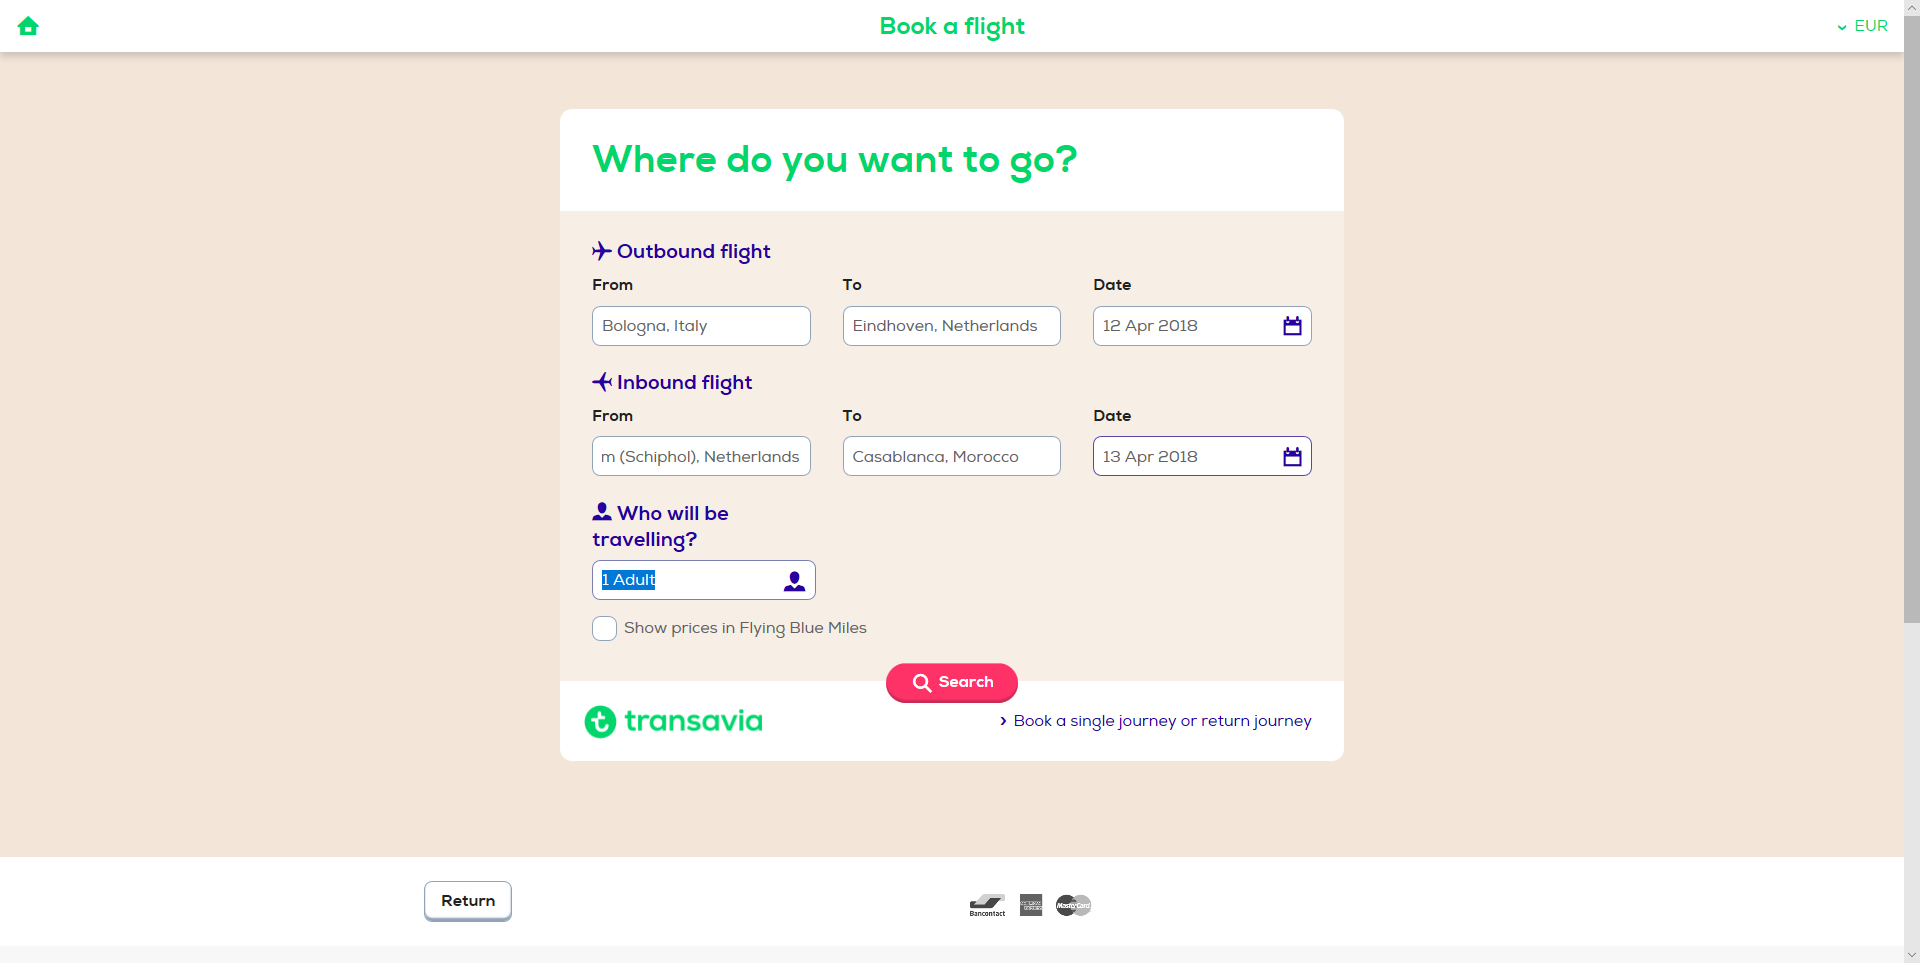 Book a flight
EUR
Where do you want to go?
Outbound flight
From To Date
Bologna, Italy Eindhoven, Netherlands 12 Apr 2018
Inbound flight
From To Date
m (Schiphol), Netherlands Casablanca, Morocco 13 Apr 2018
Who will be
travelling?
1 Adult
Show prices in Flying Blue Miles
Search
transavia
Book a single journey or return journey
Return
Bancontact
MasterCard